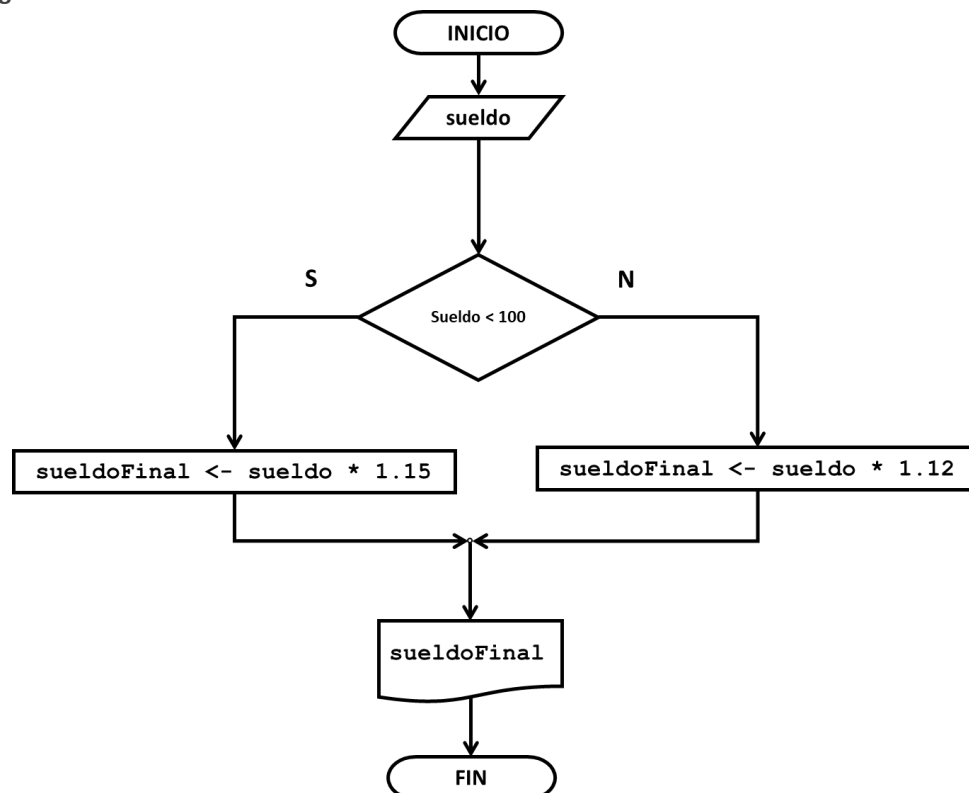 INICIO
sueldo
S
N
Sueldo < 100
sueldoFinal <- sueldo * 1.15
sueldoFinal <- sueldo * 1.12
sueldoFinal
FIN